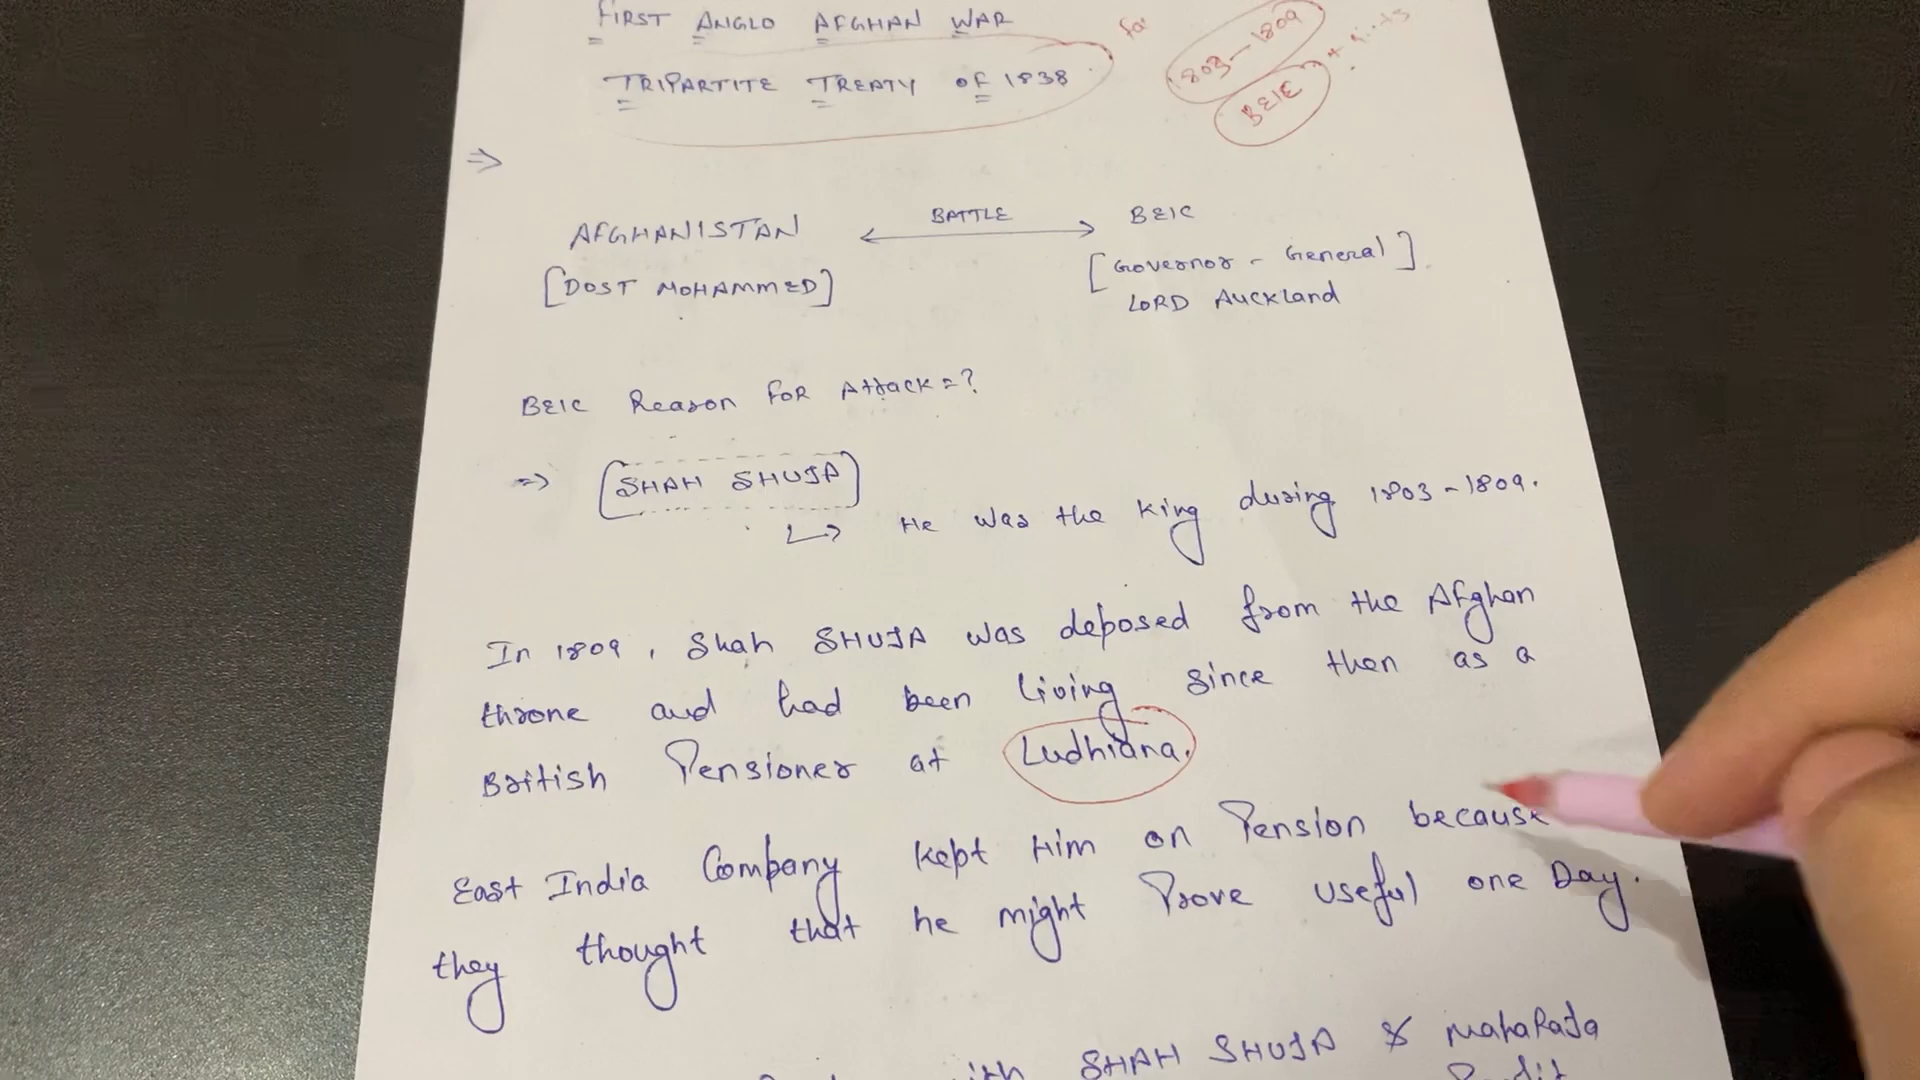 FIRST ANGLO AFGHAN WAR
TRIPARTITE TREATY OF 1838
1803-1809
BEIC
⇒
AFGHANISTAN BATTLE BEIC
[DOST MOHAMMED] [Governor - General]
LORD AUCKLAND
BEIC Reason FOR Attack = ?
⇒ [SHAH SHUJA]
↳ He was the King during 1803-1809.
In 1809, Shah SHUJA was deposed from the Afghan
throne and had been living since then as a
British Pensioner at Ludhiana.
East India Company kept Him on Pension because
they thought that he might Prove useful one Day.
with SHAH SHUJA & MahaRaja